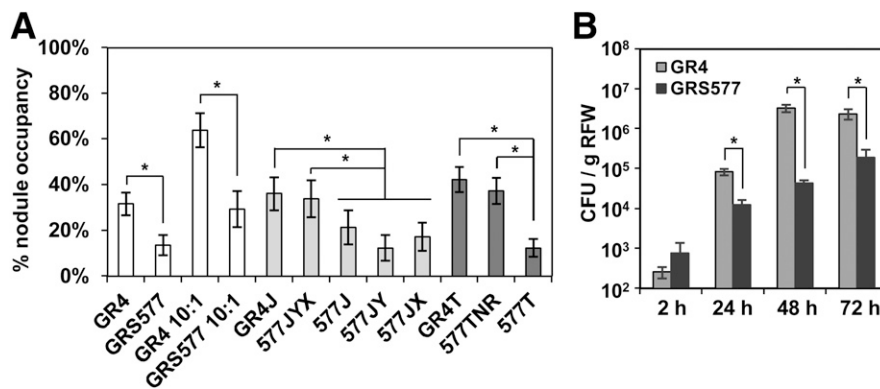 A
% nodule occupancy
100%
80%
60%
40%
20%
0%
*
*
*
*
*
*
GR4
GRS577
GR4 10:1
GRS577 10:1
GR4J
577JYX
577J
577JY
577JX
GR4T
577TNR
577T
B
CFU / g RFW
10⁸
10⁷
10⁶
10⁵
10⁴
10³
10²
GR4
GRS577
*
*
*
2 h
24 h
48 h
72 h